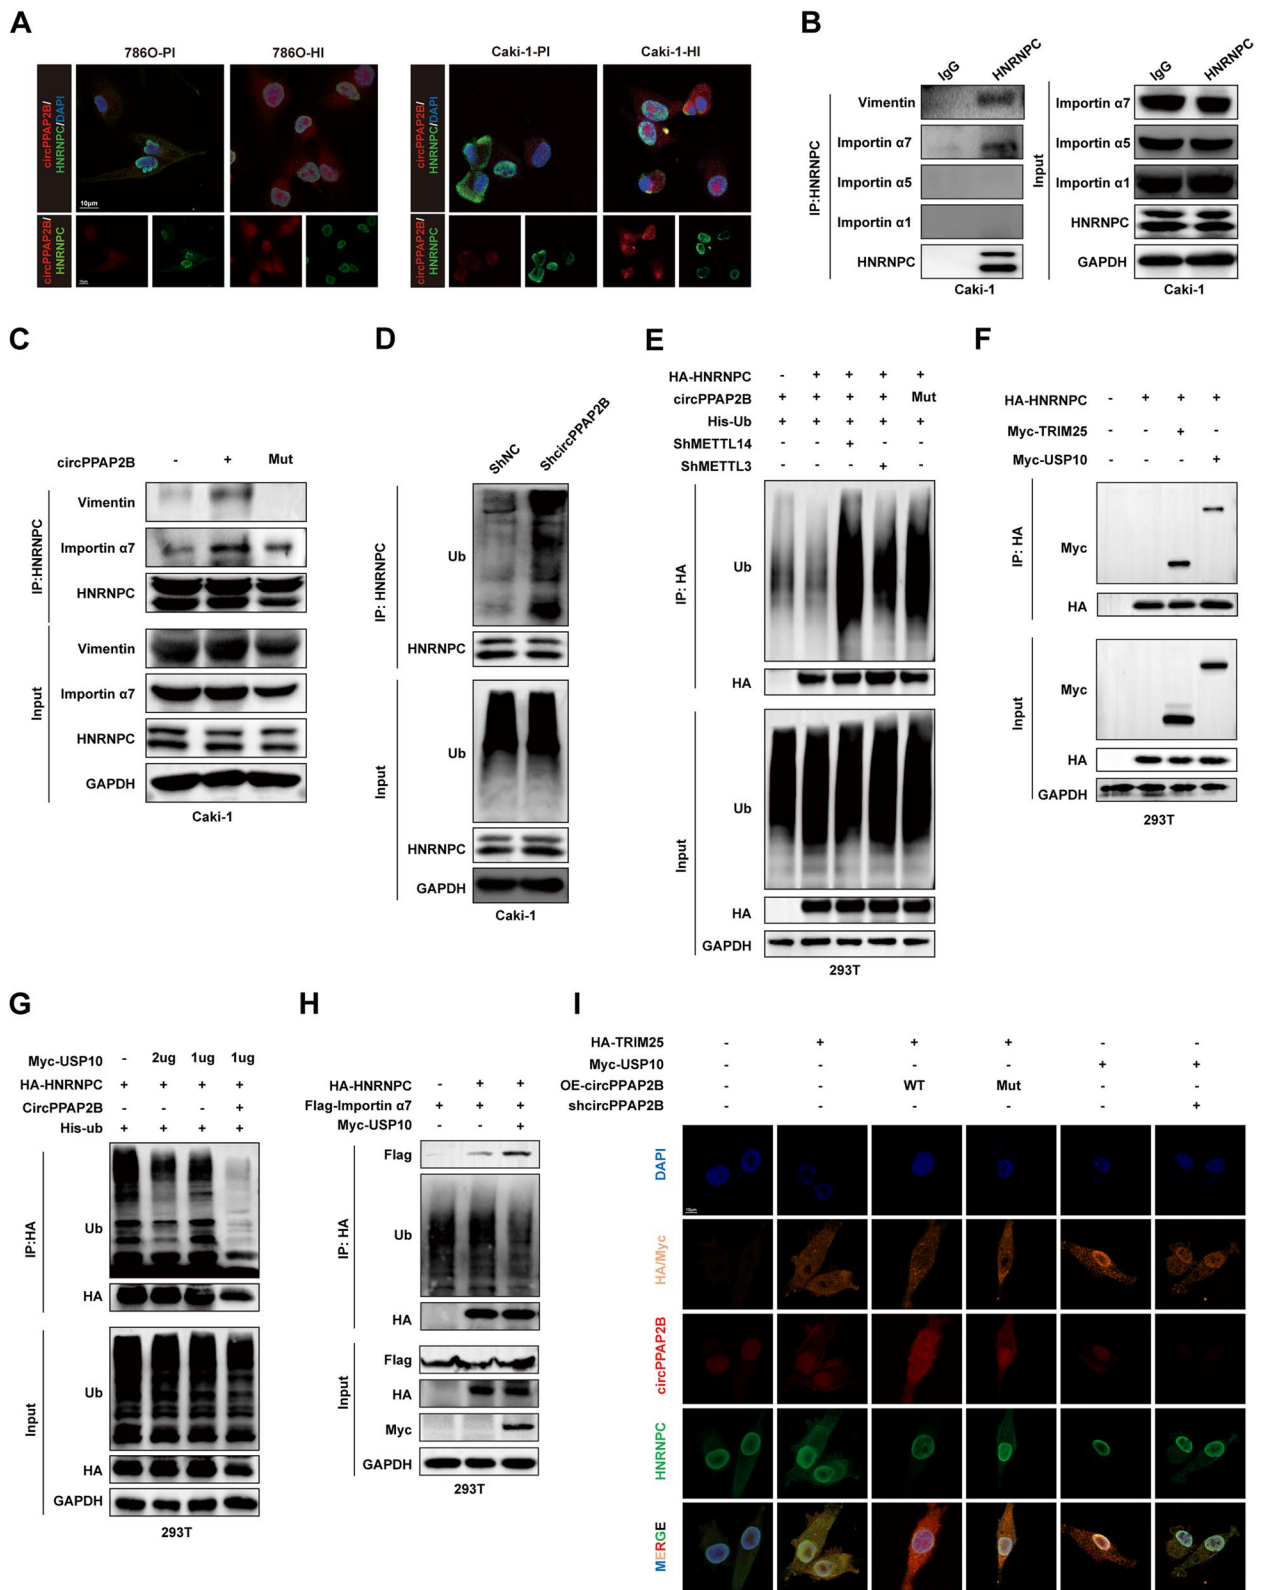 A
786O-PI
786O-HI
Caki-1-PI
Caki-1-HI
circPPAP2B/
HNRNPC/DAPI
circPPAP2B/
HNRNPC
10μm
10μm
circPPAP2B/
HNRNPC/DAPI
circPPAP2B/
HNRNPC
B
IgG
HNRNPC
IgG
HNRNPC
IP:HNRNPC
Vimentin
Importin α7
Importin α5
Importin α1
HNRNPC
Caki-1
Input
Importin α7
Importin α5
Importin α1
HNRNPC
GAPDH
Caki-1
C
circPPAP2B - + Mut
IP:HNRNPC
Vimentin
Importin α7
HNRNPC
Input
Vimentin
Importin α7
HNRNPC
GAPDH
Caki-1
D
ShNC
ShcircPPAP2B
IP: HNRNPC
Ub
HNRNPC
Input
Ub
HNRNPC
GAPDH
Caki-1
E
HA-HNRNPC - + + + +
circPPAP2B + + + + Mut
His-Ub + + + + +
ShMETTL14 - - + - -
ShMETTL3 - - - + -
IP: HA
Ub
HA
Input
Ub
HA
GAPDH
293T
F
HA-HNRNPC - + + +
Myc-TRIM25 - - + -
Myc-USP10 - - - +
IP: HA
Myc
HA
Input
Myc
HA
GAPDH
293T
G
Myc-USP10 - 2ug 1ug 1ug
HA-HNRNPC + + + +
CircPPAP2B - - - +
His-ub + + + +
IP:HA
Ub
HA
Input
Ub
HA
GAPDH
293T
H
HA-HNRNPC - + +
Flag-Importin α7 + + +
Myc-USP10 - - +
IP: HA
Flag
Ub
HA
Input
Flag
HA
Myc
GAPDH
293T
I
HA-TRIM25 - + + + - -
Myc-USP10 - - - - + +
OE-circPPAP2B - - WT Mut - -
shcircPPAP2B - - - - - +
DAPI
10μm
HA/Myc
circPPAP2B
HNRNPC
MERGE